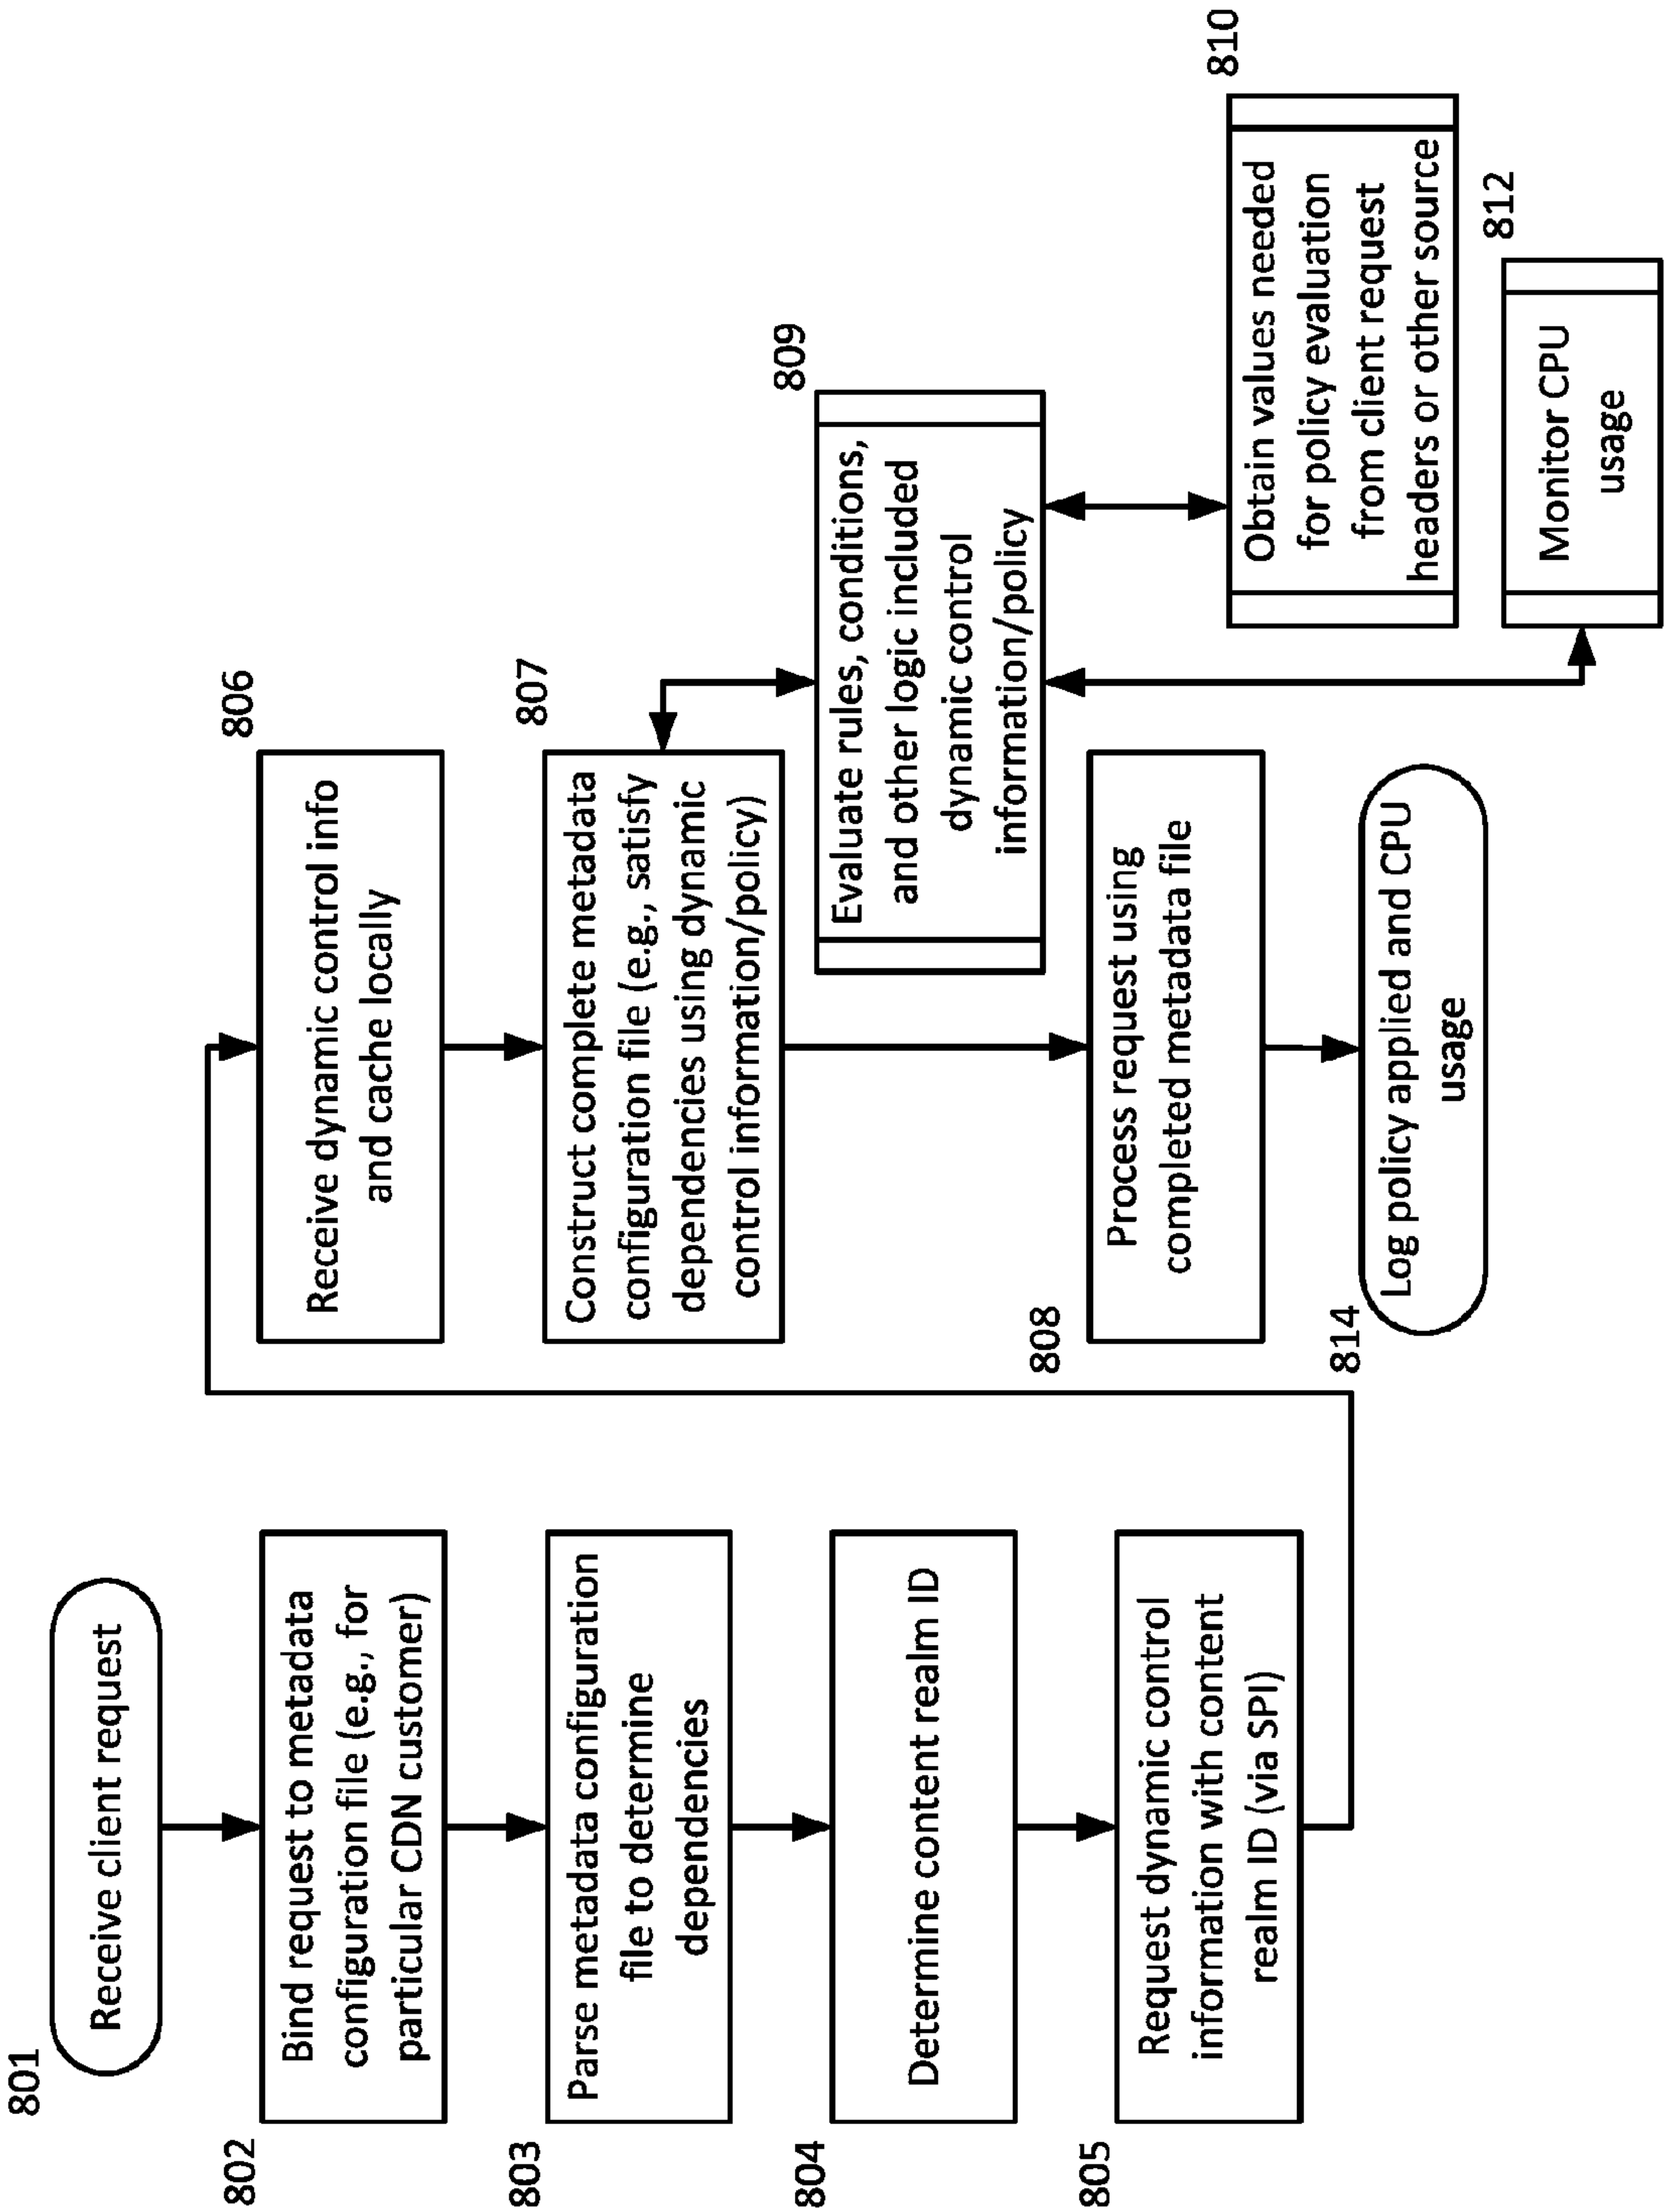 801
Receive client request
802
Bind request to metadata
configuration file (e.g., for
particular CDN customer)
803
Parse metadata configuration
file to determine
dependencies
804
Determine content realm ID
805
Request dynamic control
information with content
realm ID (via SPI)
806
Receive dynamic control info
and cache locally
807
Construct complete metadata
configuration file (e.g., satisfy
dependencies using dynamic
control information/policy)
808
Process request using
completed metadata file
814
Log policy applied and CPU
usage
809
Evaluate rules, conditions,
and other logic included
dynamic control
information/policy
810
Obtain values needed
for policy evaluation
from client request
headers or other source
812
Monitor CPU
usage